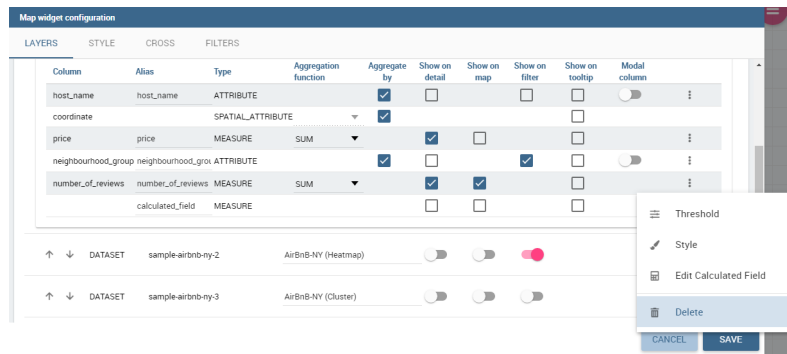 Map widget configuration
LAYERS STYLE CROSS FILTERS
Column Alias Type Aggregation function Aggregate by Show on detail Show on map Show on filter Show on tooltip Modal column
host_name host_name ATTRIBUTE
coordinate SPATIAL_ATTRIBUTE
price price MEASURE SUM
neighbourhood_group neighbourhood_grou ATTRIBUTE
number_of_reviews number_of_reviews MEASURE SUM
calculated_field MEASURE
Threshold
DATASET sample-airbnb-ny-2 AirBnB-NY (Heatmap)
Style
Edit Calculated Field
DATASET sample-airbnb-ny-3 AirBnB-NY (Cluster)
Delete
CANCEL SAVE